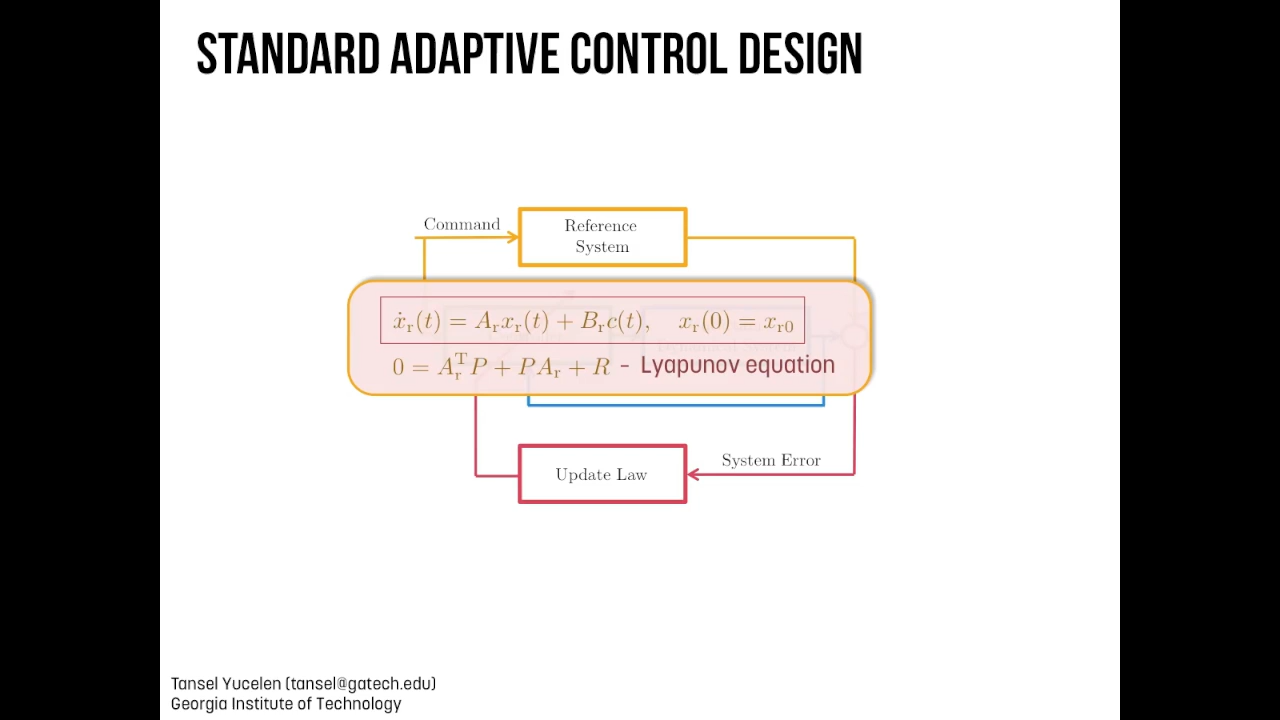 STANDARD ADAPTIVE CONTROL DESIGN
Command
Reference
System
ẋ_r(t) = A_r x_r(t) + B_r c(t),    x_r(0) = x_r0
0 = A_r^T P + P A_r + R - Lyapunov equation
System Error
Update Law
Tansel Yucelen (tansel@gatech.edu)
Georgia Institute of Technology